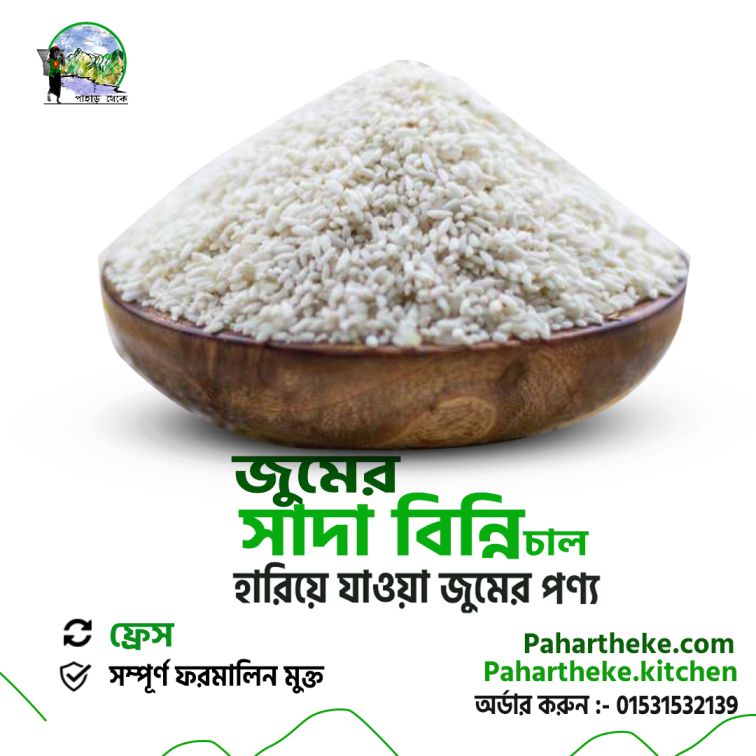 পাহাড় থেকে
জুমের
সাদা বিন্নি চাল
হারিয়ে যাওয়া জুমের পণ্য
ফ্রেস
সম্পূর্ণ ফরমালিন মুক্ত
Pahartheke.com
Pahartheke.kitchen
অর্ডার করুন :- 01531532139